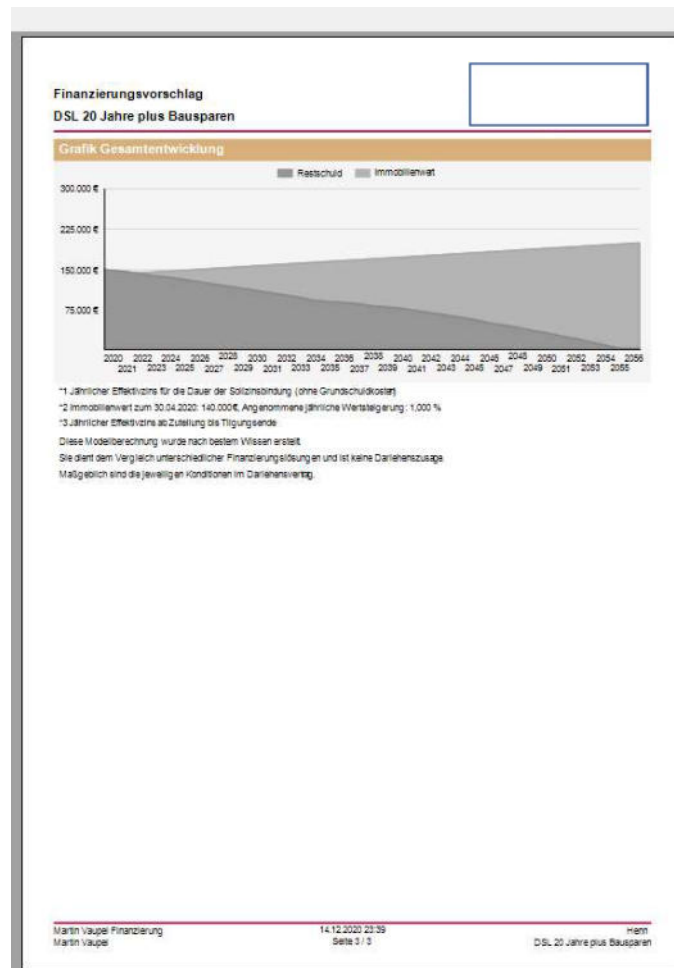 Finanzierungsvorschlag
DSL 20 Jahre plus Bausparen
Grafik Gesamtentwicklung
Restschuld Immobilienwert
300.000 €
225.000 €
150.000 €
75.000 €
2020 2022 2024 2026 2028 2030 2032 2034 2036 2038 2040 2042 2044 2046 2048 2050 2052 2054 2056
2021 2023 2025 2027 2029 2031 2033 2035 2037 2039 2041 2043 2045 2047 2049 2051 2053 2055
*1 Jährlicher Effektivzins für die Dauer der Sollzinsbindung (ohne Grundschuldkosten)
*2 Immobilienwert zum 30.04.2020: 140.000€, Angenommene jährliche Wertsteigerung: 1,000 %
*3 Jährlicher Effektivzins ab Zuteilung bis Tilgungsende
Diese Modellberechnung wurde nach bestem Wissen erstellt.
Sie dient dem Vergleich unterschiedlicher Finanzierungslösungen und ist keine Darlehenszusage.
Maßgeblich sind die jeweiligen Konditionen im Darlehensvertrag.
Martin Vaupel Finanzierung 14.12.2020 23:39 Henn
Martin Vaupel Seite 3 / 3 DSL 20 Jahre plus Bausparen